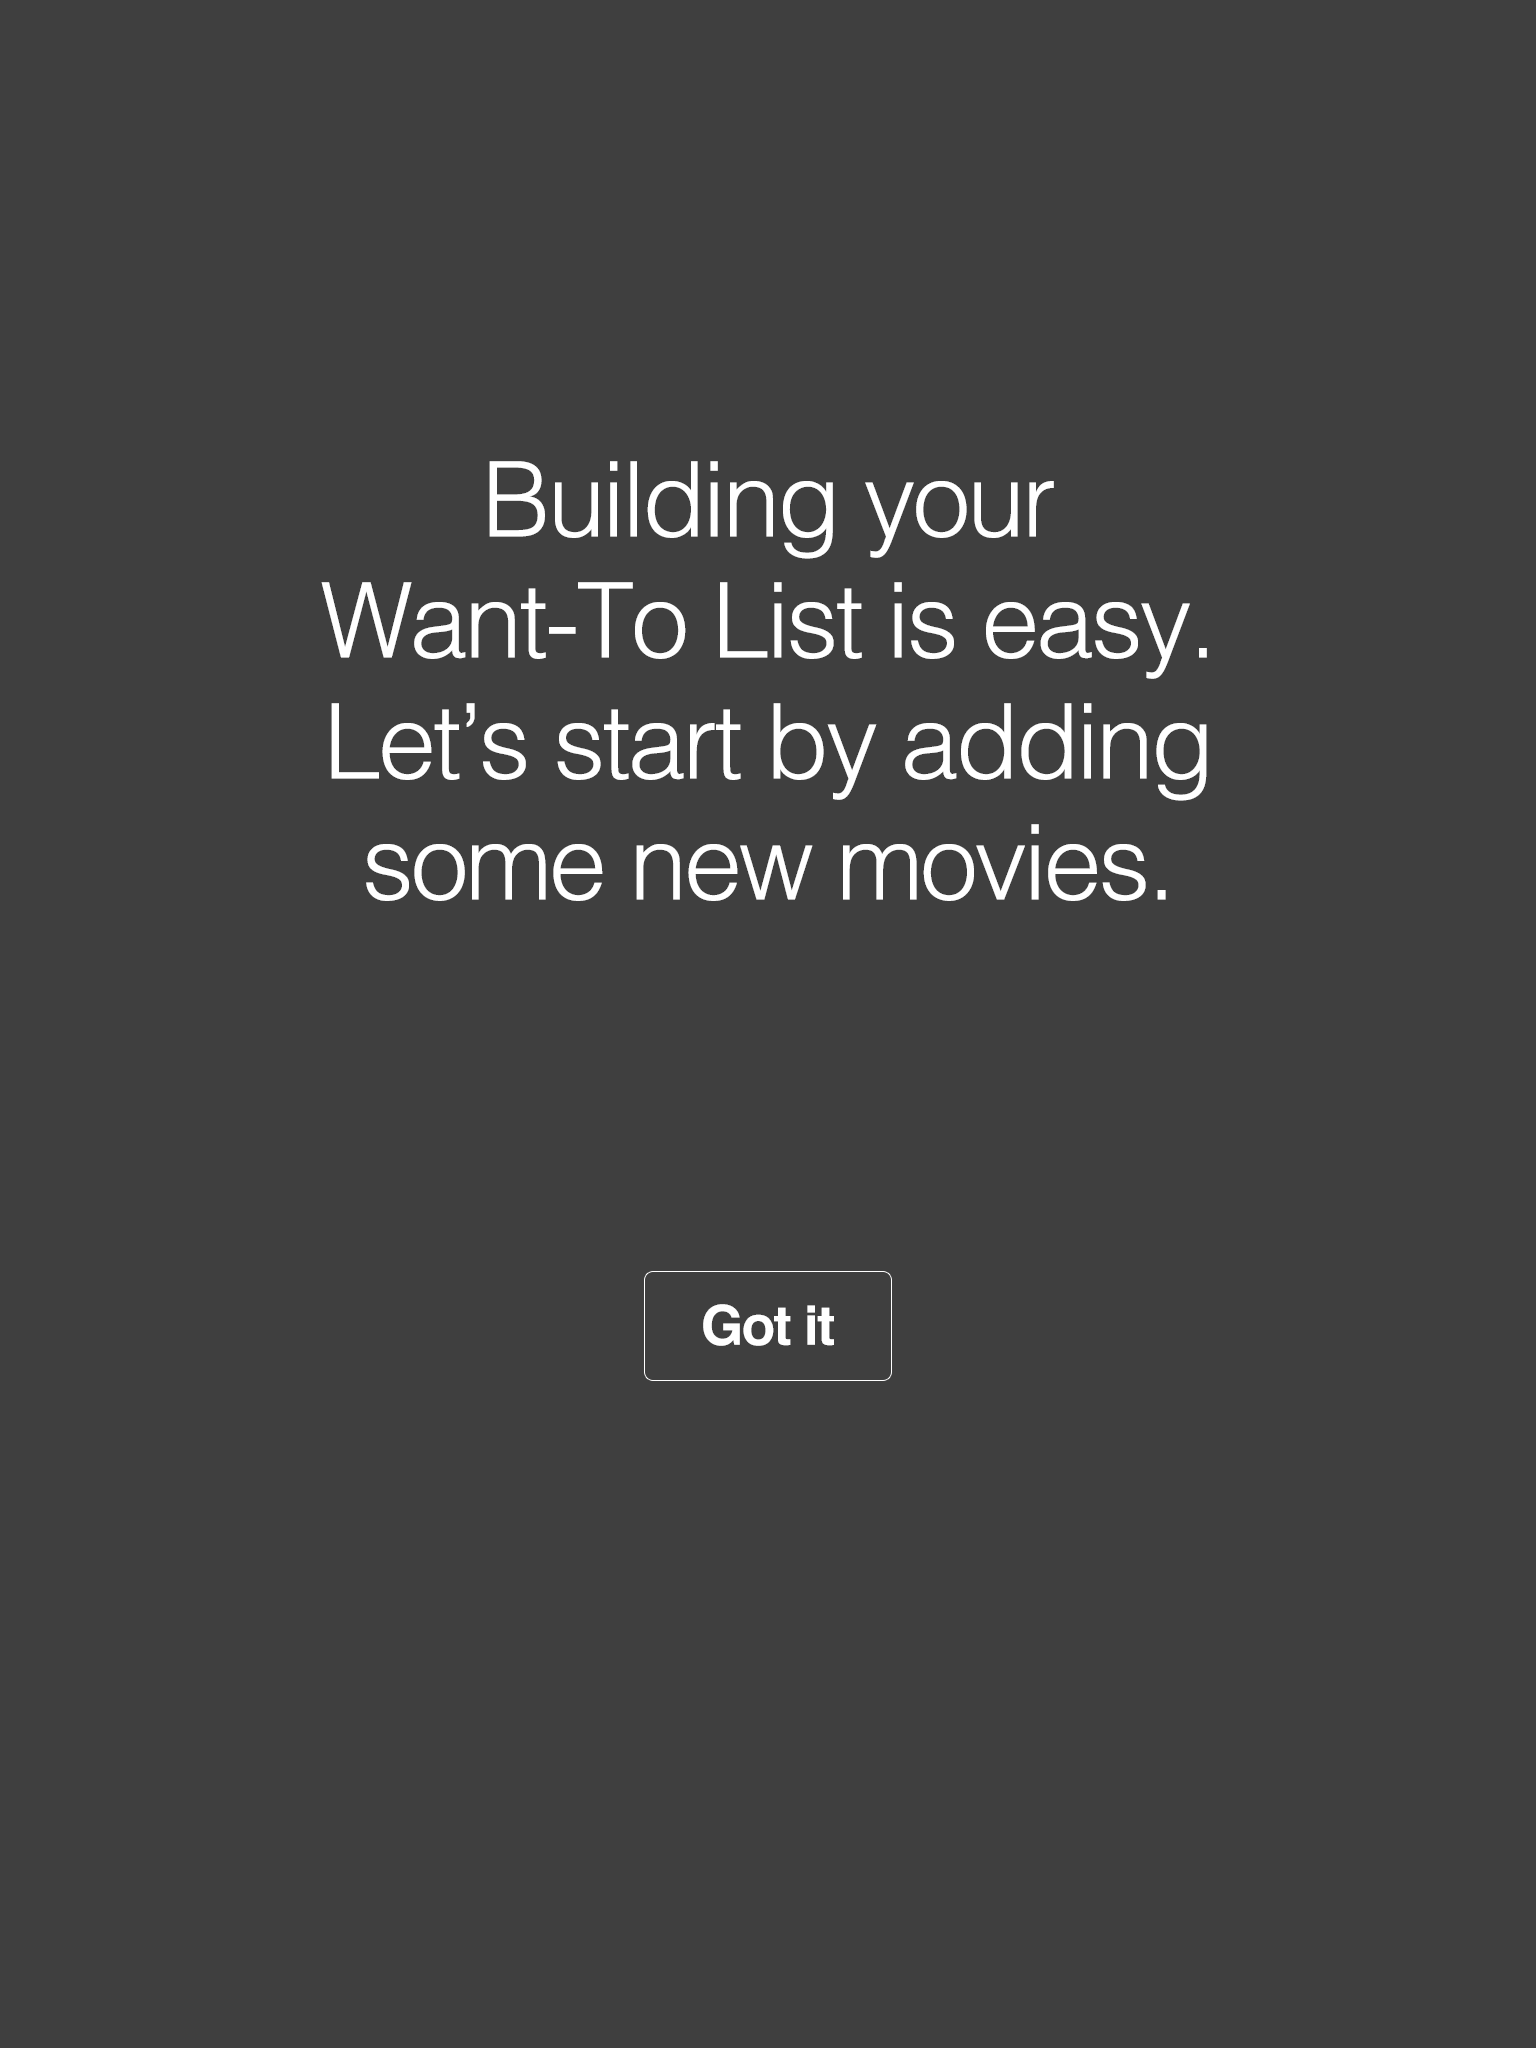 Building your
Want-To List is easy.
Let’s start by adding
some new movies.
Got it